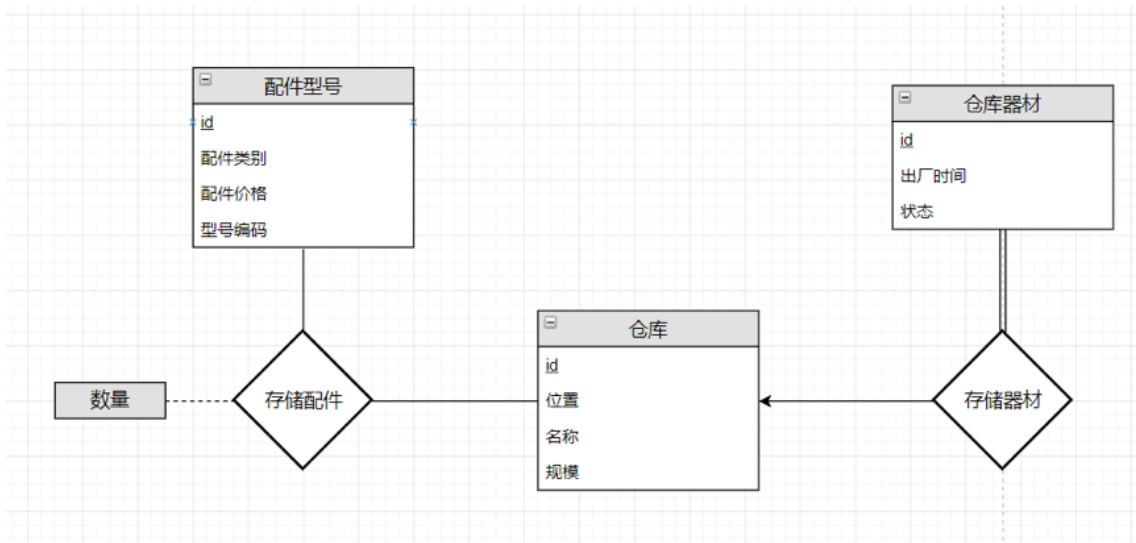 配件型号
id
配件类别
配件价格
型号编码
仓库器材
id
出厂时间
状态
仓库
id
位置
名称
规模
数量
存储配件
存储器材